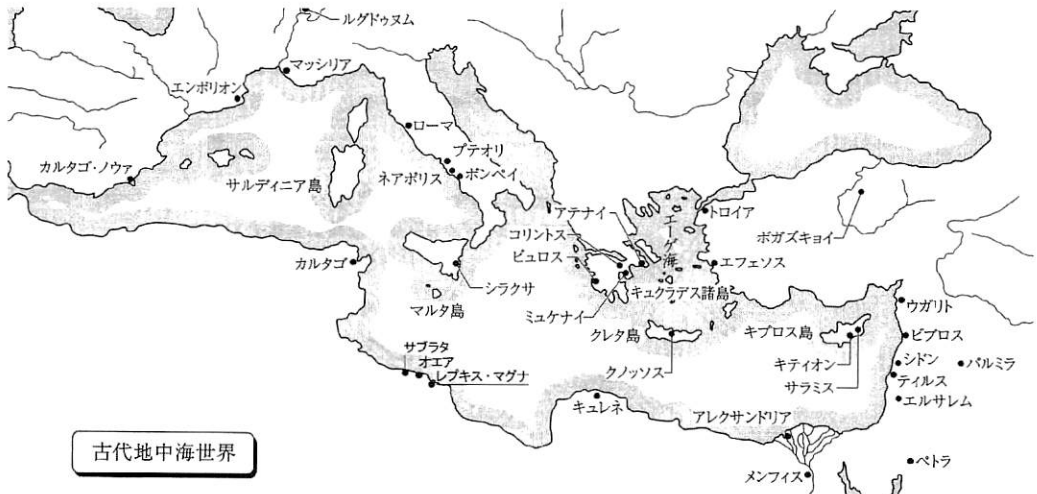 ルグドゥヌム
マッシリア
エンポリオン
ローマ
プテオリ
カルタゴ・ノウァ
サルディニア島
ネアポリス
ポンペイ
アテナイ
エーゲ海
トロイア
コリントス
ボガズキョイ
ピュロス
カルタゴ
シラクサ
エフェソス
マルタ島
キュクラデス諸島
ミュケナイ
ウガリト
クレタ島
キプロス島
ビブロス
サブラタ
オエア
レプキス・マグナ
クノッソス
キティオン
シドン
パルミラ
サラミス
ティルス
キュレネ
エルサレム
アレクサンドリア
古代地中海世界
メンフィス
ペトラ